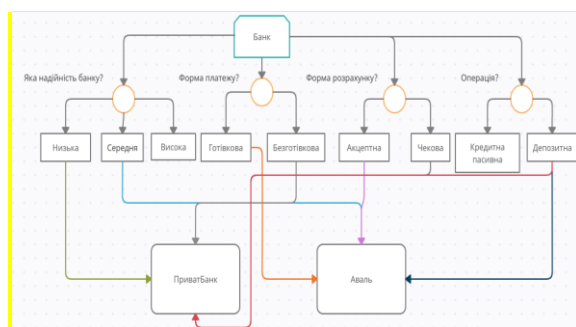 Банк
Яка надійність банку?
Форма платежу?
Форма розрахунку?
Операція?
Низька
Середня
Висока
Готівкова
Безготівкова
Акцептна
Чекова
Кредитна
пасивна
Депозитна
ПриватБанк
Аваль